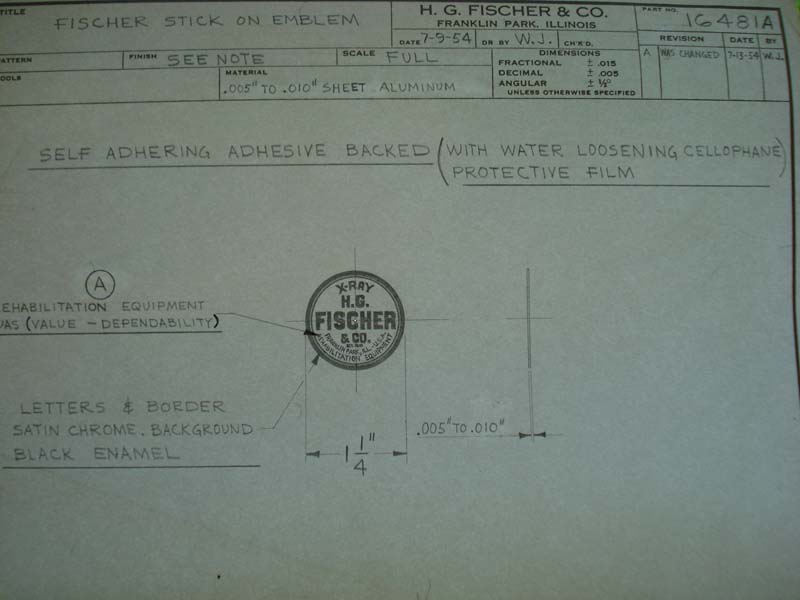 TITLE
FISCHER STICK ON EMBLEM
H. G. FISCHER & CO.
FRANKLIN PARK, ILLINOIS
DATE 7-9-54 DR BY W.J. CH'K'D.
PART NO. 16481A
REVISION DATE BY
A WAS CHANGED 7-13-54 W.J.
PATTERN
FINISH SEE NOTE
SCALE FULL
DIMENSIONS
FRACTIONAL ± .015
DECIMAL ± .005
ANGULAR ± ½°
UNLESS OTHERWISE SPECIFIED
OOLS
MATERIAL
.005" TO .010" SHEET ALUMINUM
SELF ADHERING ADHESIVE BACKED (WITH WATER LOOSENING CELLOPHANE)
PROTECTIVE FILM
A
EHABILITATION EQUIPMENT
WAS (VALUE - DEPENDABILITY)
X-RAY
H.G.
FISCHER
& CO.
FRANKLIN PARK, ILL.-U.S.A.
REHABILITATION EQUIPMENT
LETTERS & BORDER
SATIN CHROME. BACKGROUND
BLACK ENAMEL
1 1/4"
.005" TO .010"